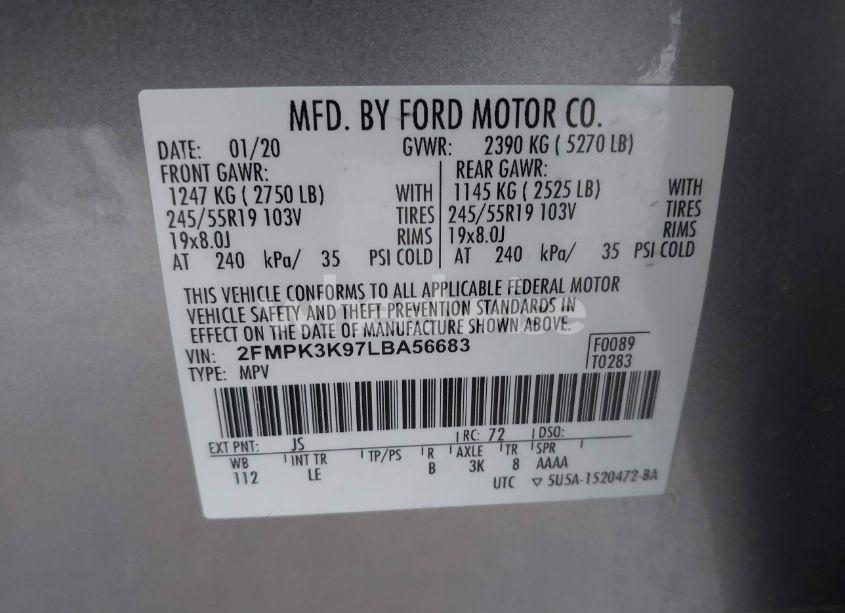 MFD. BY FORD MOTOR CO.
DATE: 01/20 GVWR: 2390 KG ( 5270 LB)
FRONT GAWR: REAR GAWR:
1247 KG ( 2750 LB) WITH 1145 KG ( 2525 LB) WITH
245/55R19 103V TIRES 245/55R19 103V TIRES
19x8.0J RIMS 19x8.0J RIMS
AT 240 kPa/ 35 PSI COLD AT 240 kPa/ 35 PSI COLD
THIS VEHICLE CONFORMS TO ALL APPLICABLE FEDERAL MOTOR
VEHICLE SAFETY AND THEFT PREVENTION STANDARDS IN
EFFECT ON THE DATE OF MANUFACTURE SHOWN ABOVE.
VIN: 2FMPK3K97LBA56683 F0089
TYPE: MPV T0283
EXT PNT: JS RC: 72 DSO:
WB INT TR TP/PS R AXLE TR SPR
112 LE B 3K 8 AAAA
UTC ▽ 5U5A-1520472-BA